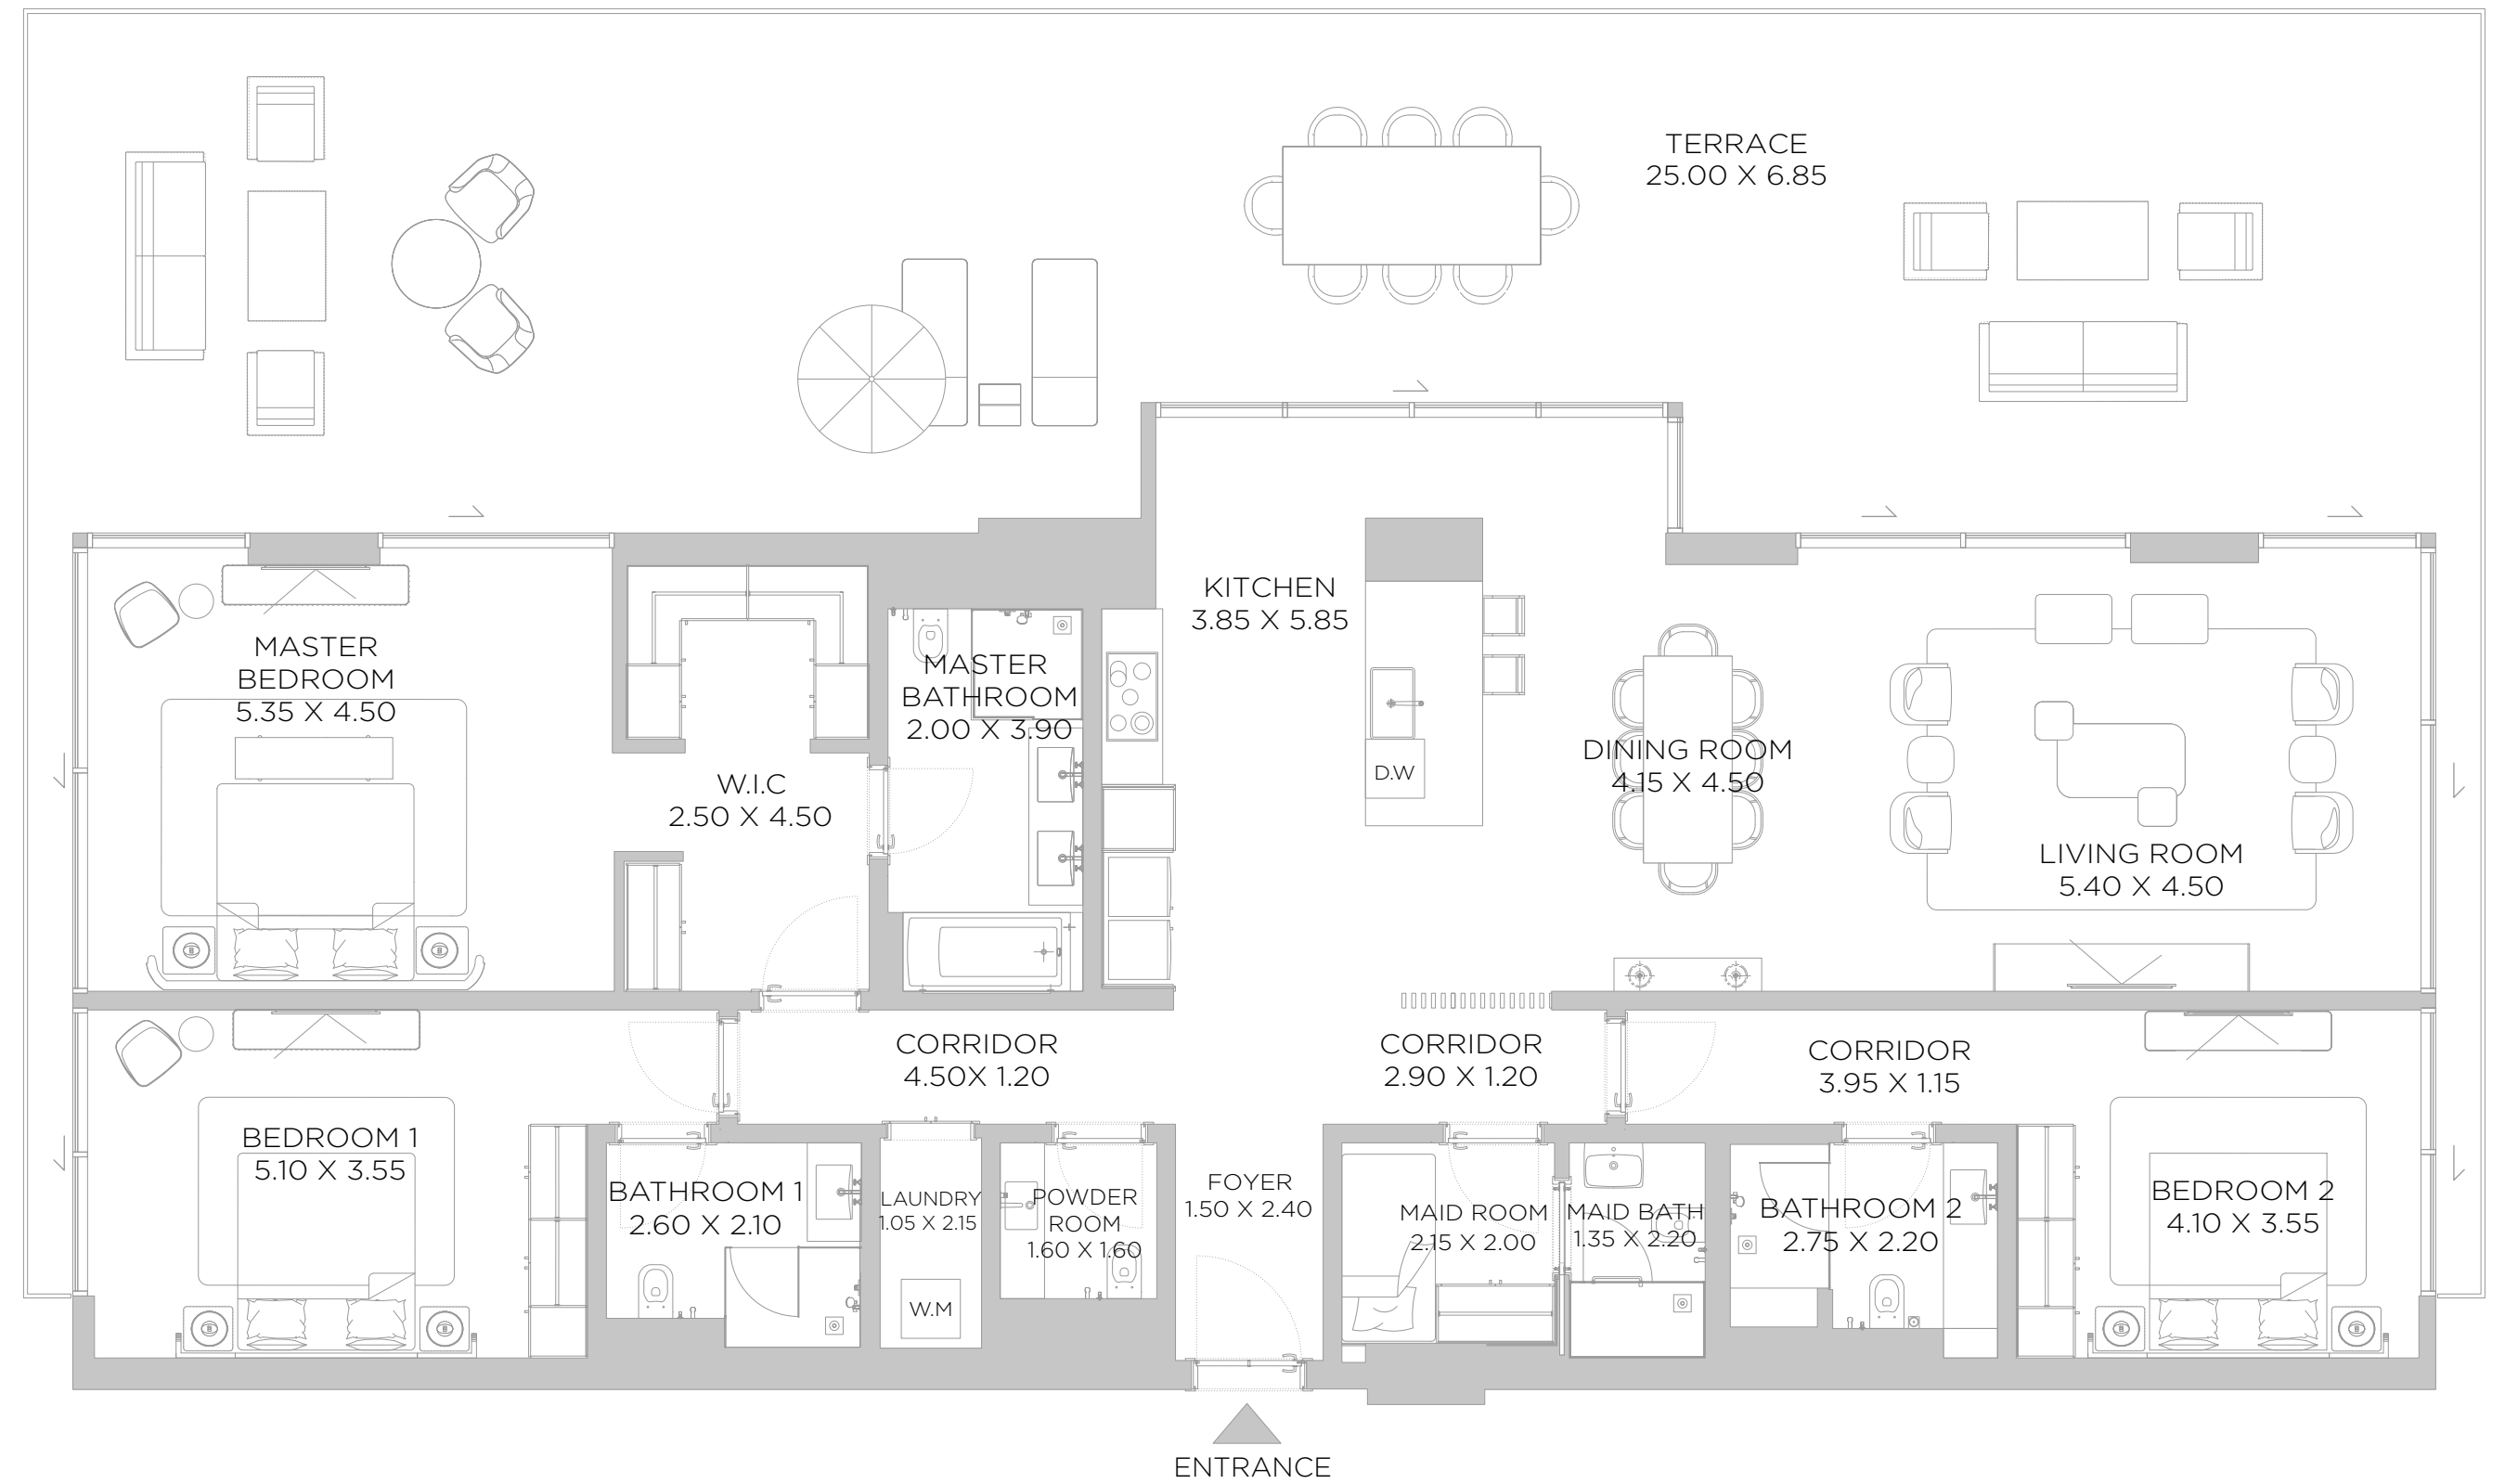 TERRACE
25.00 X 6.85
KITCHEN
3.85 X 5.85
MASTER
BEDROOM
5.35 X 4.50
MASTER
BATHROOM
2.00 X 3.90
W.I.C
2.50 X 4.50
D.W
DINING ROOM
4.15 X 4.50
LIVING ROOM
5.40 X 4.50
CORRIDOR
4.50X 1.20
CORRIDOR
2.90 X 1.20
CORRIDOR
3.95 X 1.15
BEDROOM 1
5.10 X 3.55
BATHROOM 1
2.60 X 2.10
LAUNDRY
1.05 X 2.15
W.M
POWDER
ROOM
1.60 X 1.60
FOYER
1.50 X 2.40
MAID ROOM
2.15 X 2.00
MAID BATH
1.35 X 2.20
BATHROOM 2
2.75 X 2.20
BEDROOM 2
4.10 X 3.55
ENTRANCE